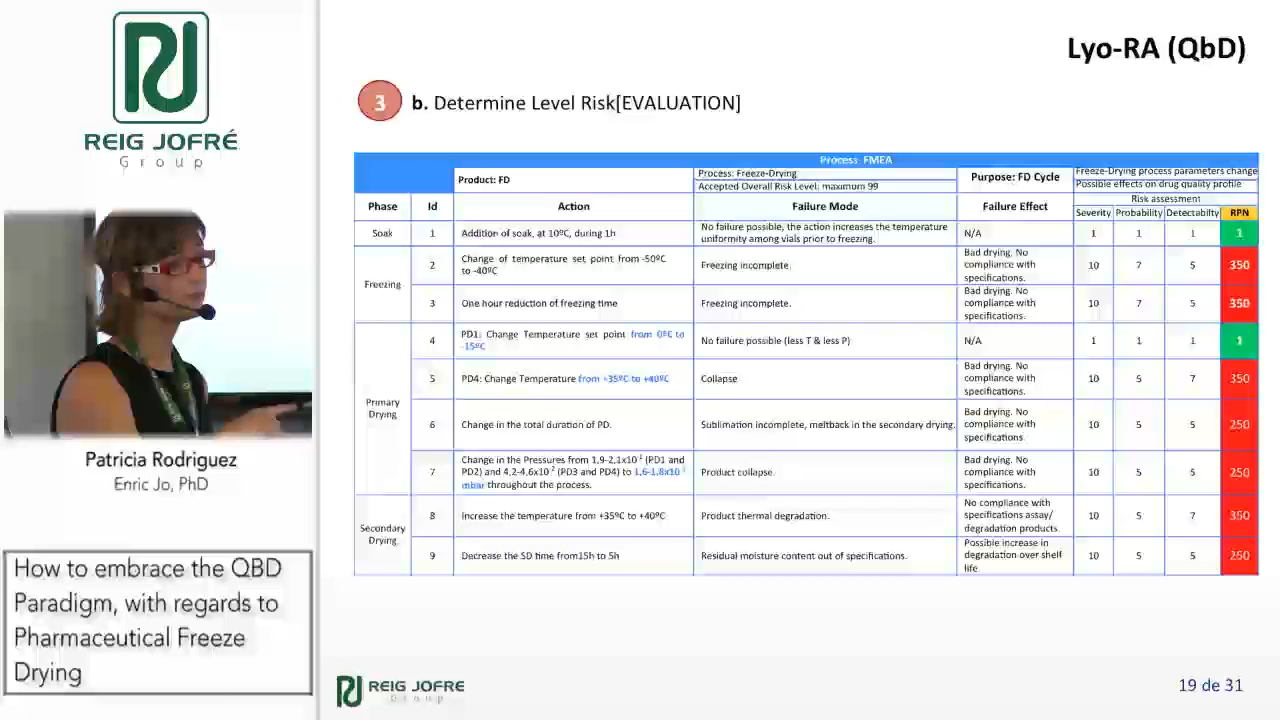 REIG JOFRÉ
Group
Patricia Rodriguez
Enric Jo, PhD
How to embrace the QBD
Paradigm, with regards to
Pharmaceutical Freeze
Drying
Lyo-RA (QbD)
3 b. Determine Level Risk[EVALUATION]
Process: FMEA
Product: FD
Process: Freeze-Drying
Accepted Overall Risk Level: maximum 99
Purpose: FD Cycle
Freeze-Drying process parameters change
Possible effects on drug quality profile
Phase Id Action Failure Mode Failure Effect
Risk assessment
Severity Probability Detectability RPN
Soak 1 Addition of soak, at 10ºC, during 1h
No failure possible, the action increases the temperature
uniformity among vials prior to freezing.
N/A 1 1 1 1
Freezing
2 Change of temperature set point from -50ºC
to -40ºC
Freezing incomplete.
Bad drying. No
compliance with
specifications.
10 7 5 350
3 One hour reduction of freezing time
Freezing incomplete.
Bad drying. No
compliance with
specifications.
10 7 5 350
Primary
Drying
4 PD1: Change Temperature set point from 0ºC to
-15ºC
No failure possible (less T & less P)
N/A 1 1 1 1
5 PD4: Change Temperature from +35ºC to +40ºC
Collapse
Bad drying. No
compliance with
specifications.
10 5 7 350
6 Change in the total duration of PD.
Sublimation incomplete, meltback in the secondary drying.
Bad drying. No
compliance with
specifications.
10 5 5 250
7 Change in the Pressures from 1,9-2,1x10⁻¹ (PD1 and
PD2) and 4,2-4,6x10⁻² (PD3 and PD4) to 1,6-1,8x10⁻¹
mbar throughout the process.
Product collapse.
Bad drying. No
compliance with
specifications.
10 5 5 250
Secondary
Drying
8 Increase the temperature from +35ºC to +40ºC
Product thermal degradation.
No compliance with
specifications assay/
degradation products.
10 5 7 350
9 Decrease the SD time from15h to 5h
Residual moisture content out of specifications.
Possible increase in
degradation over shelf
life.
10 5 5 250
REIG JOFRE
Group
19 de 31